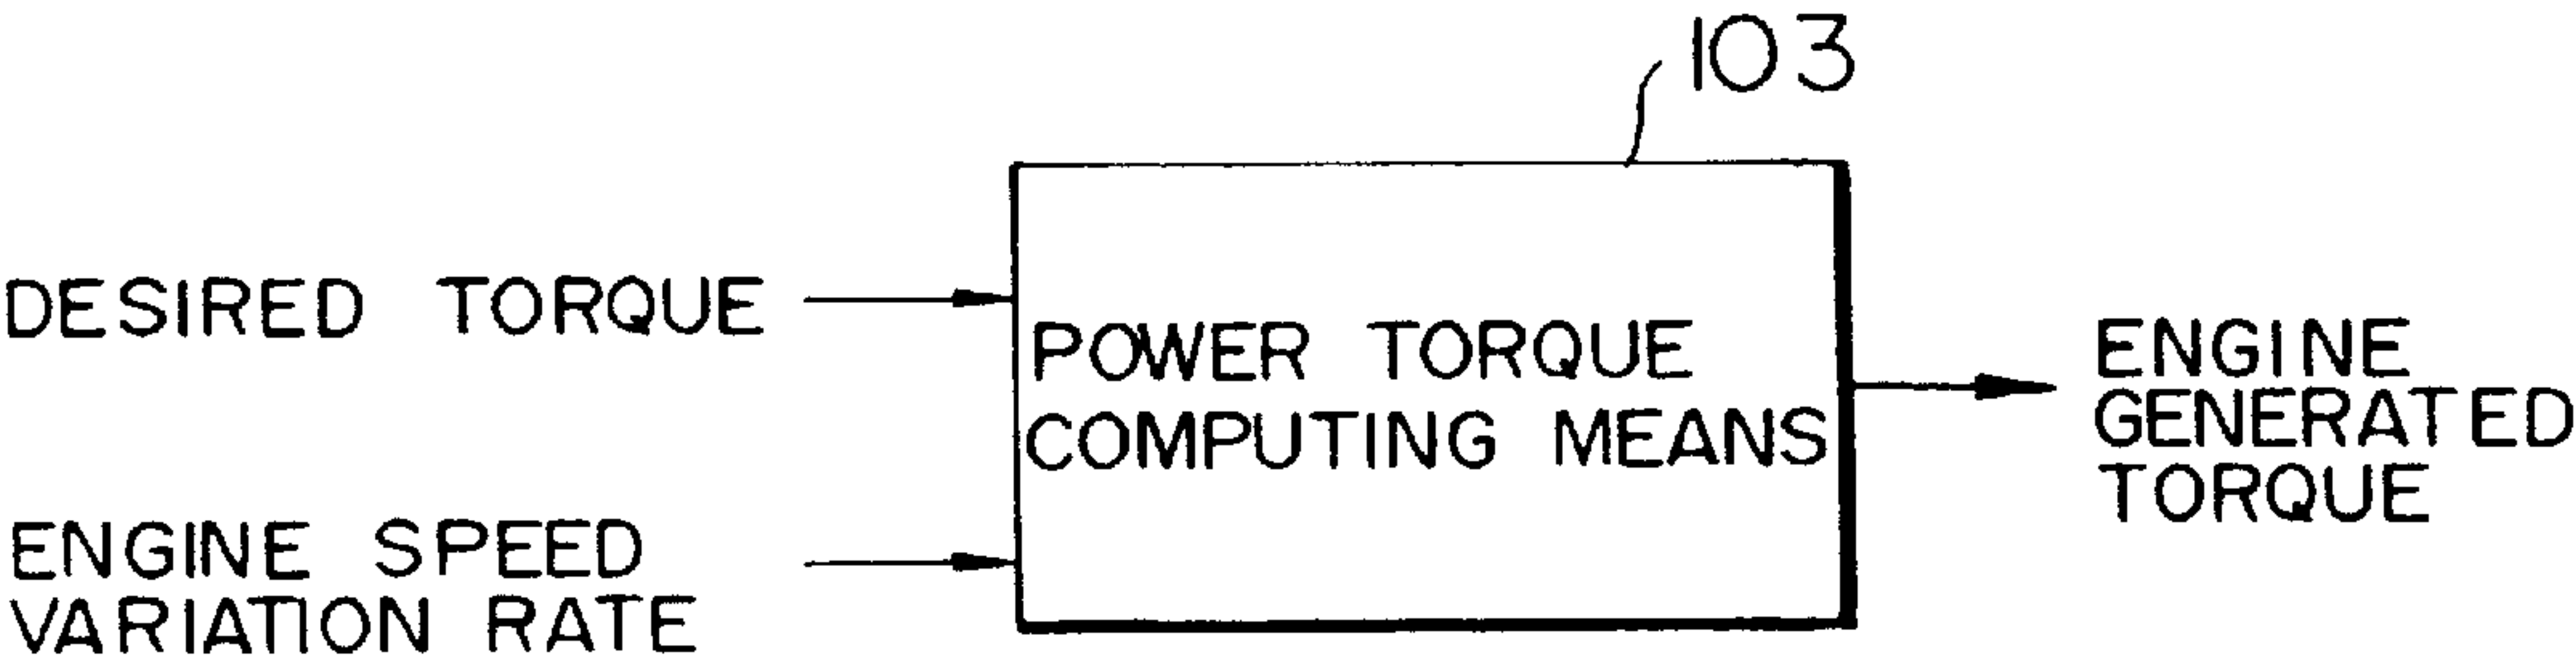 103
DESIRED TORQUE
ENGINE SPEED
VARIATION RATE
POWER TORQUE
COMPUTING MEANS
ENGINE
GENERATED
TORQUE